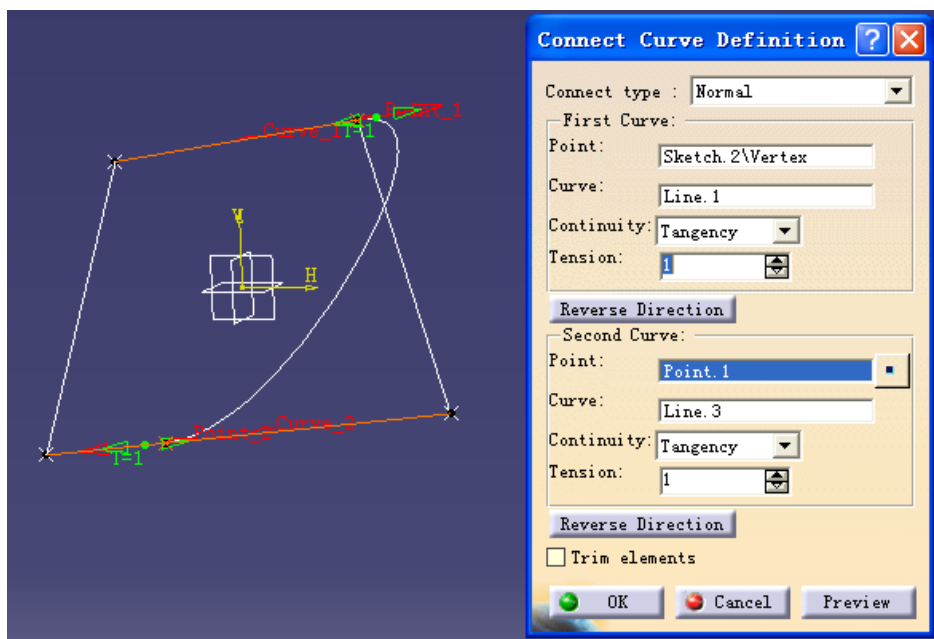 Connect Curve Definition
Connect type : Normal
First Curve:
Point: Sketch.2\Vertex
Curve: Line.1
Continuity: Tangency
Tension: 1
Reverse Direction
Second Curve:
Point: Point.1
Curve: Line.3
Continuity: Tangency
Tension: 1
Reverse Direction
Trim elements
OK Cancel Preview
Curve_1 T=1 Point_1
V
H
T=1 Point_2 Curve_2